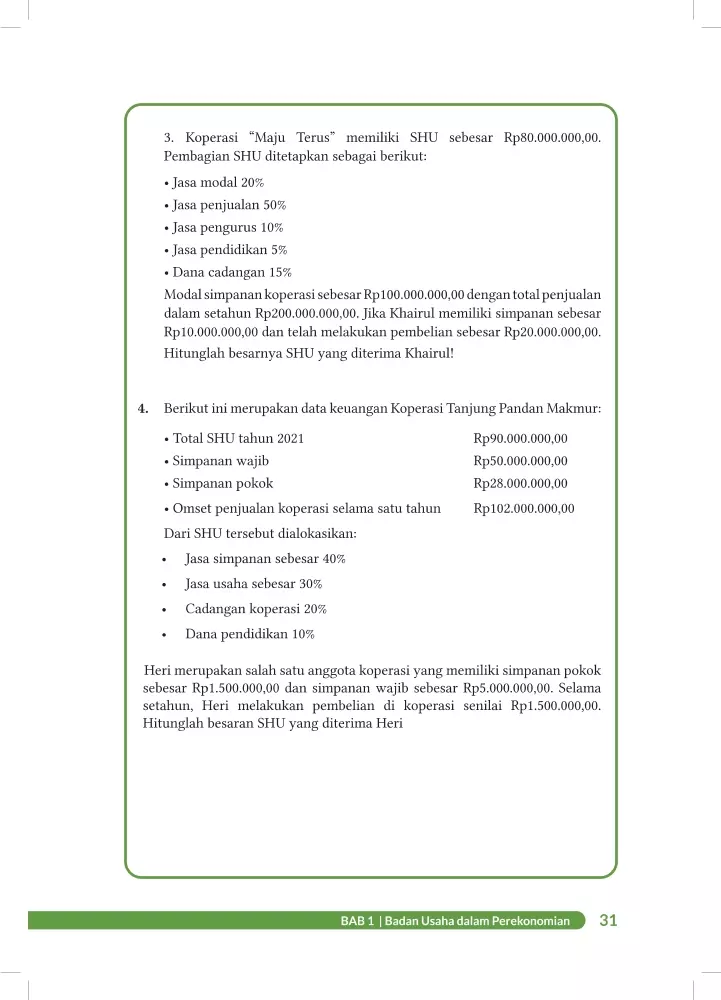 3. Koperasi “Maju Terus” memiliki SHU sebesar Rp80.000.000,00.
Pembagian SHU ditetapkan sebagai berikut:
• Jasa modal 20%
• Jasa penjualan 50%
• Jasa pengurus 10%
• Jasa pendidikan 5%
• Dana cadangan 15%
Modal simpanan koperasi sebesar Rp100.000.000,00 dengan total penjualan
dalam setahun Rp200.000.000,00. Jika Khairul memiliki simpanan sebesar
Rp10.000.000,00 dan telah melakukan pembelian sebesar Rp20.000.000,00.
Hitunglah besarnya SHU yang diterima Khairul!
4. Berikut ini merupakan data keuangan Koperasi Tanjung Pandan Makmur:
• Total SHU tahun 2021 Rp90.000.000,00
• Simpanan wajib Rp50.000.000,00
• Simpanan pokok Rp28.000.000,00
• Omset penjualan koperasi selama satu tahun Rp102.000.000,00
Dari SHU tersebut dialokasikan:
• Jasa simpanan sebesar 40%
• Jasa usaha sebesar 30%
• Cadangan koperasi 20%
• Dana pendidikan 10%
Heri merupakan salah satu anggota koperasi yang memiliki simpanan pokok
sebesar Rp1.500.000,00 dan simpanan wajib sebesar Rp5.000.000,00. Selama
setahun, Heri melakukan pembelian di koperasi senilai Rp1.500.000,00.
Hitunglah besaran SHU yang diterima Heri
BAB 1 | Badan Usaha dalam Perekonomian 31